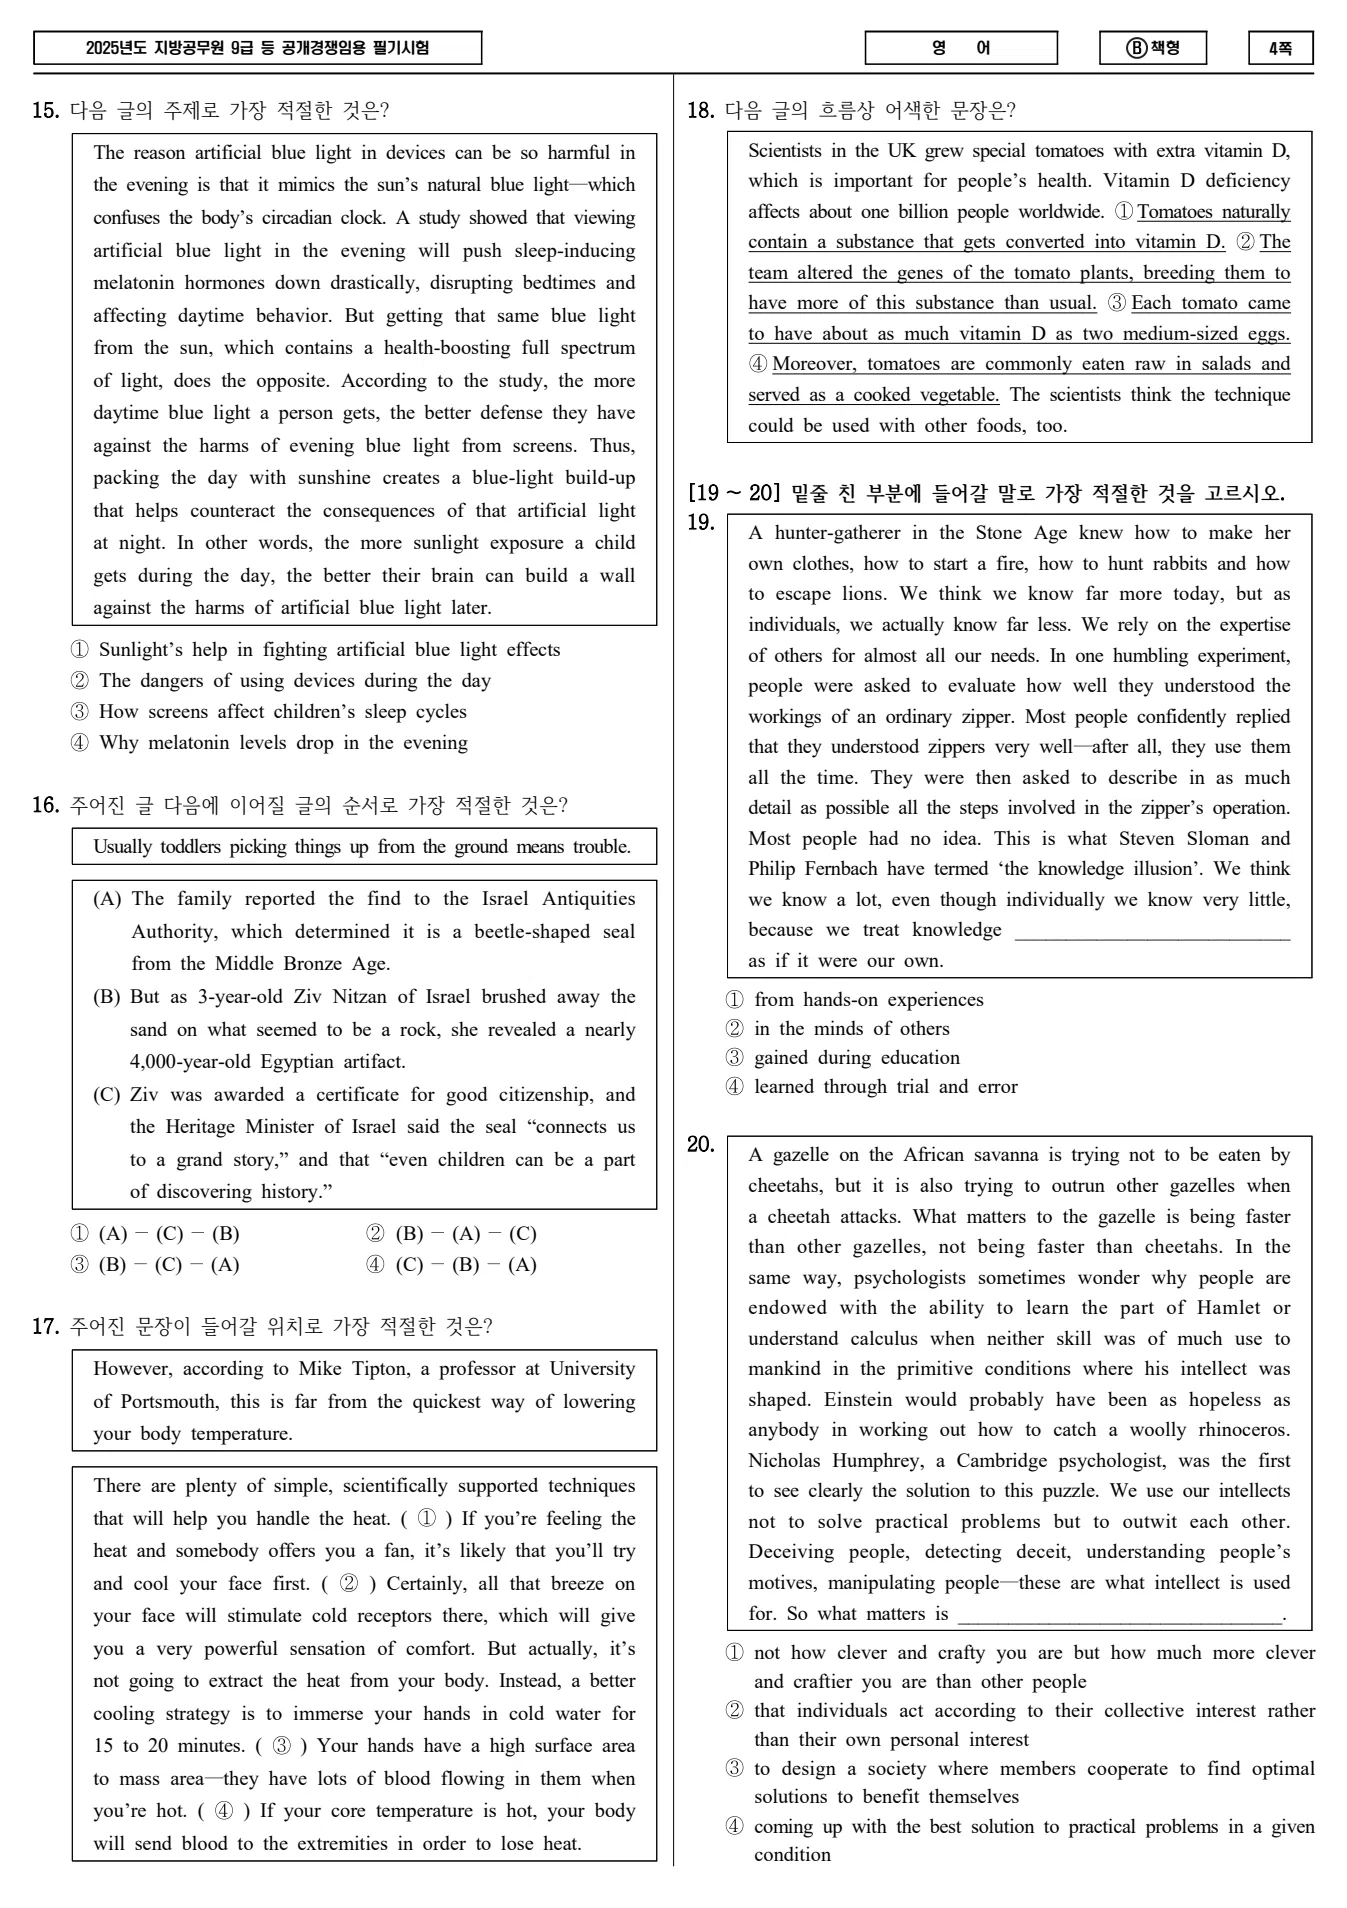 2025년도 지방공무원 9급 등 공개경쟁임용 필기시험
영 어
Ⓑ책형
4쪽
15. 다음 글의 주제로 가장 적절한 것은?
The reason artificial blue light in devices can be so harmful in
the evening is that it mimics the sun's natural blue light—which
confuses the body's circadian clock. A study showed that viewing
artificial blue light in the evening will push sleep-inducing
melatonin hormones down drastically, disrupting bedtimes and
affecting daytime behavior. But getting that same blue light
from the sun, which contains a health-boosting full spectrum
of light, does the opposite. According to the study, the more
daytime blue light a person gets, the better defense they have
against the harms of evening blue light from screens. Thus,
packing the day with sunshine creates a blue-light build-up
that helps counteract the consequences of that artificial light
at night. In other words, the more sunlight exposure a child
gets during the day, the better their brain can build a wall
against the harms of artificial blue light later.
① Sunlight's help in fighting artificial blue light effects
② The dangers of using devices during the day
③ How screens affect children's sleep cycles
④ Why melatonin levels drop in the evening
16. 주어진 글 다음에 이어질 글의 순서로 가장 적절한 것은?
Usually toddlers picking things up from the ground means trouble.
(A) The family reported the find to the Israel Antiquities
Authority, which determined it is a beetle-shaped seal
from the Middle Bronze Age.
(B) But as 3-year-old Ziv Nitzan of Israel brushed away the
sand on what seemed to be a rock, she revealed a nearly
4,000-year-old Egyptian artifact.
(C) Ziv was awarded a certificate for good citizenship, and
the Heritage Minister of Israel said the seal “connects us
to a grand story,” and that “even children can be a part
of discovering history.”
① (A) － (C) － (B) ② (B) － (A) － (C)
③ (B) － (C) － (A) ④ (C) － (B) － (A)
17. 주어진 문장이 들어갈 위치로 가장 적절한 것은?
However, according to Mike Tipton, a professor at University
of Portsmouth, this is far from the quickest way of lowering
your body temperature.
There are plenty of simple, scientifically supported techniques
that will help you handle the heat. ( ① ) If you're feeling the
heat and somebody offers you a fan, it's likely that you'll try
and cool your face first. ( ② ) Certainly, all that breeze on
your face will stimulate cold receptors there, which will give
you a very powerful sensation of comfort. But actually, it's
not going to extract the heat from your body. Instead, a better
cooling strategy is to immerse your hands in cold water for
15 to 20 minutes. ( ③ ) Your hands have a high surface area
to mass area—they have lots of blood flowing in them when
you're hot. ( ④ ) If your core temperature is hot, your body
will send blood to the extremities in order to lose heat.
18. 다음 글의 흐름상 어색한 문장은?
Scientists in the UK grew special tomatoes with extra vitamin D,
which is important for people's health. Vitamin D deficiency
affects about one billion people worldwide. ① Tomatoes naturally
contain a substance that gets converted into vitamin D. ② The
team altered the genes of the tomato plants, breeding them to
have more of this substance than usual. ③ Each tomato came
to have about as much vitamin D as two medium-sized eggs.
④ Moreover, tomatoes are commonly eaten raw in salads and
served as a cooked vegetable. The scientists think the technique
could be used with other foods, too.
[19 ~ 20] 밑줄 친 부분에 들어갈 말로 가장 적절한 것을 고르시오.
19.
A hunter-gatherer in the Stone Age knew how to make her
own clothes, how to start a fire, how to hunt rabbits and how
to escape lions. We think we know far more today, but as
individuals, we actually know far less. We rely on the expertise
of others for almost all our needs. In one humbling experiment,
people were asked to evaluate how well they understood the
workings of an ordinary zipper. Most people confidently replied
that they understood zippers very well—after all, they use them
all the time. They were then asked to describe in as much
detail as possible all the steps involved in the zipper's operation.
Most people had no idea. This is what Steven Sloman and
Philip Fernbach have termed ‘the knowledge illusion’. We think
we know a lot, even though individually we know very little,
because we treat knowledge ____________________
as if it were our own.
① from hands-on experiences
② in the minds of others
③ gained during education
④ learned through trial and error
20.
A gazelle on the African savanna is trying not to be eaten by
cheetahs, but it is also trying to outrun other gazelles when
a cheetah attacks. What matters to the gazelle is being faster
than other gazelles, not being faster than cheetahs. In the
same way, psychologists sometimes wonder why people are
endowed with the ability to learn the part of Hamlet or
understand calculus when neither skill was of much use to
mankind in the primitive conditions where his intellect was
shaped. Einstein would probably have been as hopeless as
anybody in working out how to catch a woolly rhinoceros.
Nicholas Humphrey, a Cambridge psychologist, was the first
to see clearly the solution to this puzzle. We use our intellects
not to solve practical problems but to outwit each other.
Deceiving people, detecting deceit, understanding people's
motives, manipulating people—these are what intellect is used
for. So what matters is ____________________.
① not how clever and crafty you are but how much more clever
and craftier you are than other people
② that individuals act according to their collective interest rather
than their own personal interest
③ to design a society where members cooperate to find optimal
solutions to benefit themselves
④ coming up with the best solution to practical problems in a given
condition